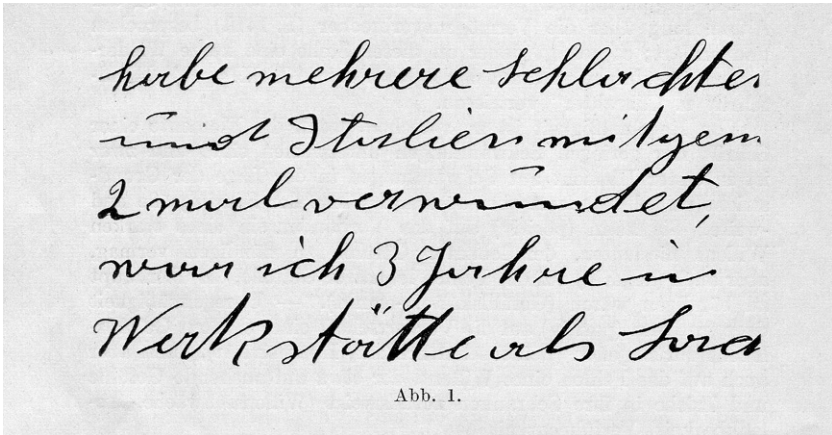 habe mehrere Schlachten
und Italien mitgem
2 mal verwundet,
war ich 3 Jahre in
Werkstätte als
Abb. 1.